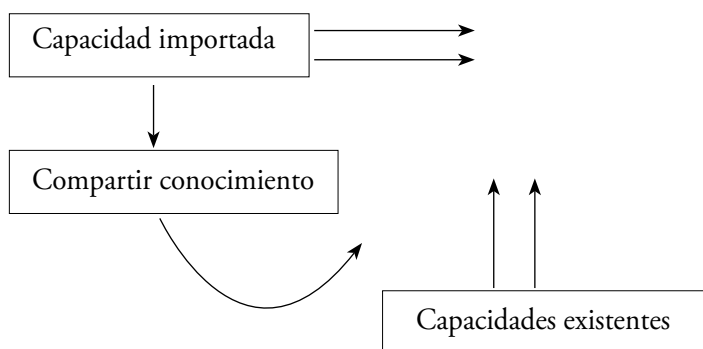 Capacidad importada
Compartir conocimiento
Capacidades existentes